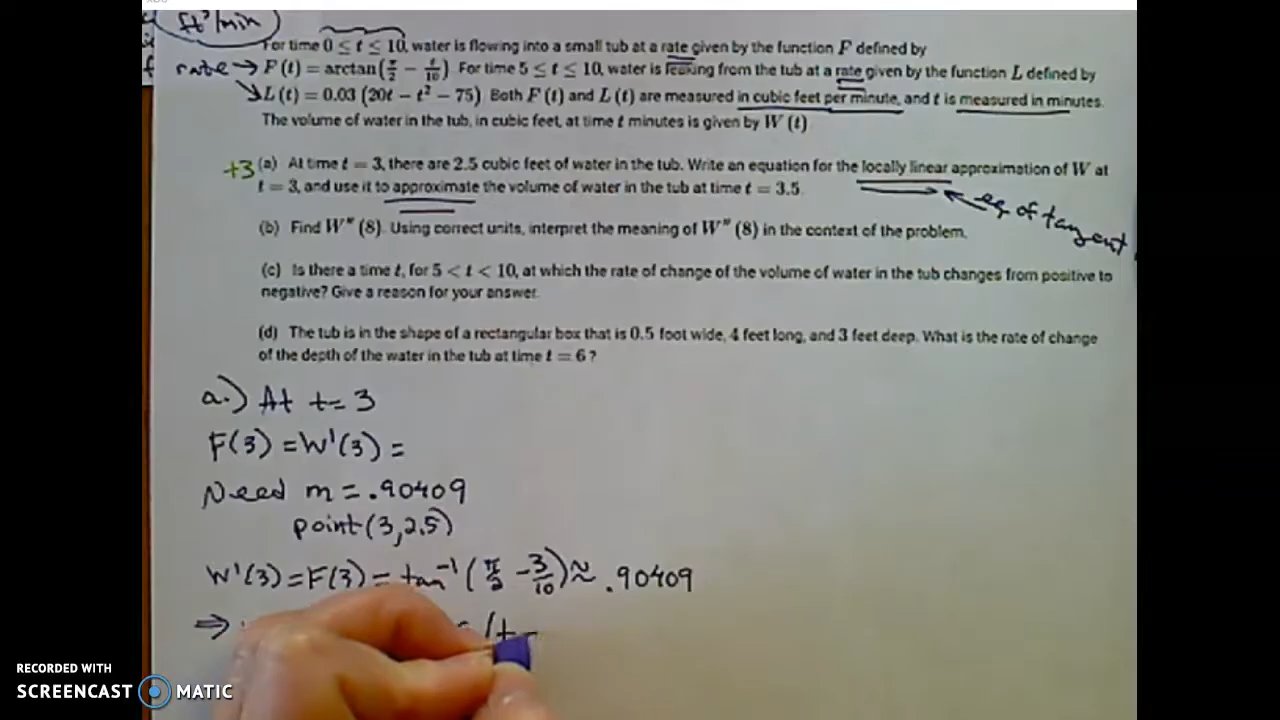 ft³/min
For time 0 ≤ t ≤ 10, water is flowing into a small tub at a rate given by the function F defined by
rate → F(t) = arctan(π/2 − t/10) For time 5 ≤ t ≤ 10, water is leaking from the tub at a rate given by the function L defined by
L(t) = 0.03 (20t − t² − 75) Both F(t) and L(t) are measured in cubic feet per minute, and t is measured in minutes.
The volume of water in the tub, in cubic feet, at time t minutes is given by W(t)
+3 (a) At time t = 3, there are 2.5 cubic feet of water in the tub. Write an equation for the locally linear approximation of W at
t = 3, and use it to approximate the volume of water in the tub at time t = 3.5
eq of tangent
(b) Find W″(8). Using correct units, interpret the meaning of W″(8) in the context of the problem.
(c) Is there a time t, for 5 < t < 10, at which the rate of change of the volume of water in the tub changes from positive to
negative? Give a reason for your answer.
(d) The tub is in the shape of a rectangular box that is 0.5 foot wide, 4 feet long, and 3 feet deep. What is the rate of change
of the depth of the water in the tub at time t = 6?
a.) At t = 3
F(3) = W'(3) =
Need m = .90409
point (3, 2.5)
W'(3) = F(3) = tan⁻¹(π/2 − 3/10) ≈ .90409
⇒ (t −
RECORDED WITH
SCREENCAST MATIC